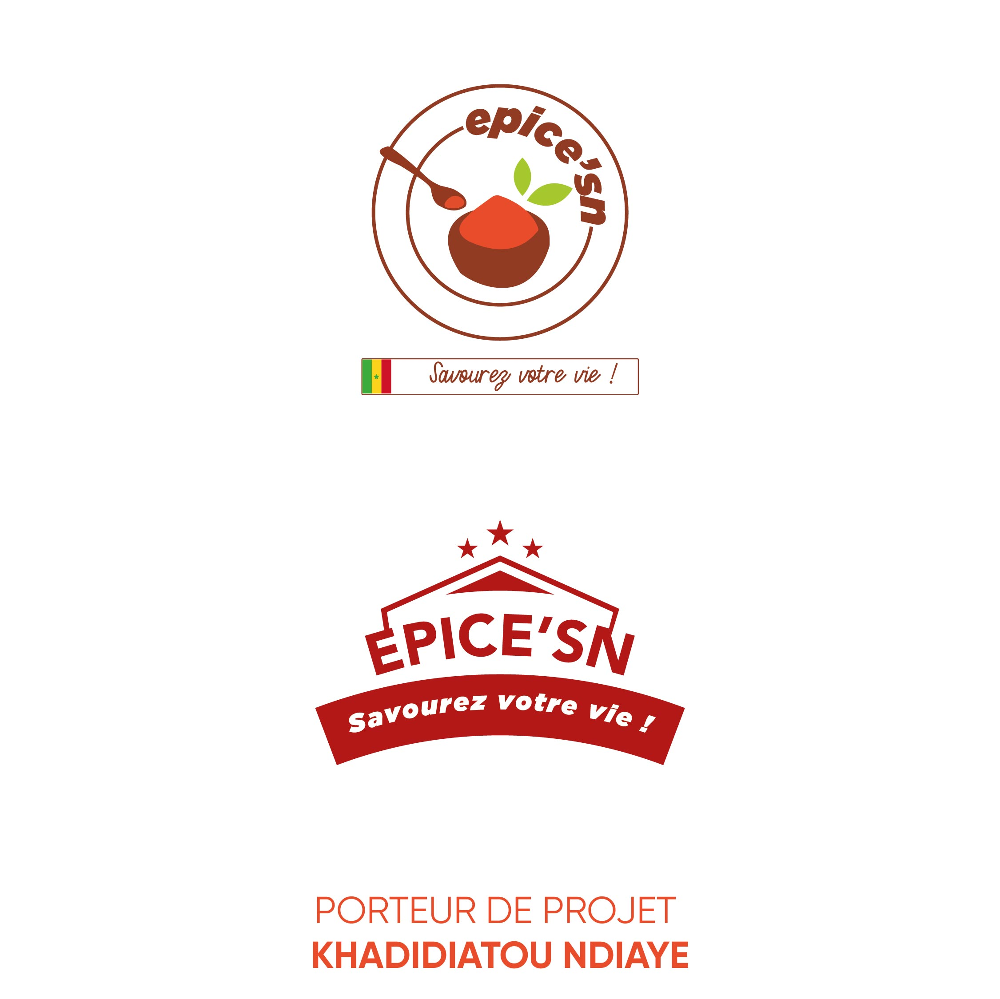 epice'sn
Savourez votre vie !
EPICE'SN
Savourez votre vie !
PORTEUR DE PROJET
KHADIDIATOU NDIAYE